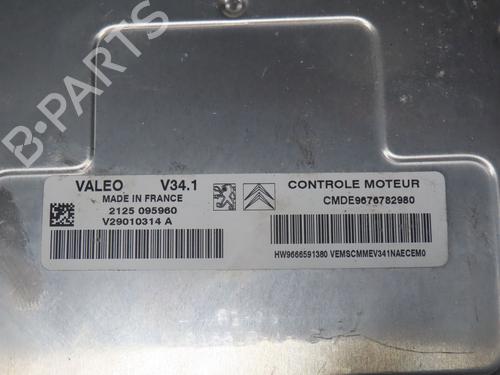 B-PARTS
VALEO V34.1
MADE IN FRANCE
2125 095960
V29010314 A
CONTROLE MOTEUR
CMDE9676782980
HW9666591380 VEMSCMMEV341NAECEM0